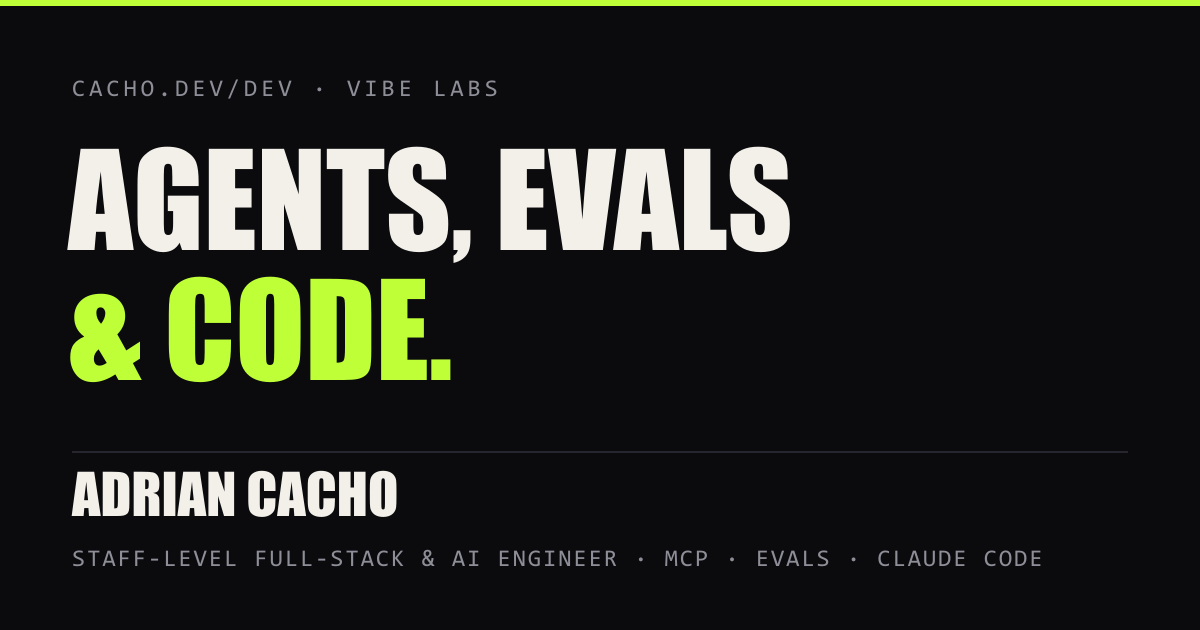 CACHO.DEV/DEV · VIBE LABS
AGENTS, EVALS
& CODE.
ADRIAN CACHO
STAFF-LEVEL FULL-STACK & AI ENGINEER · MCP · EVALS · CLAUDE CODE